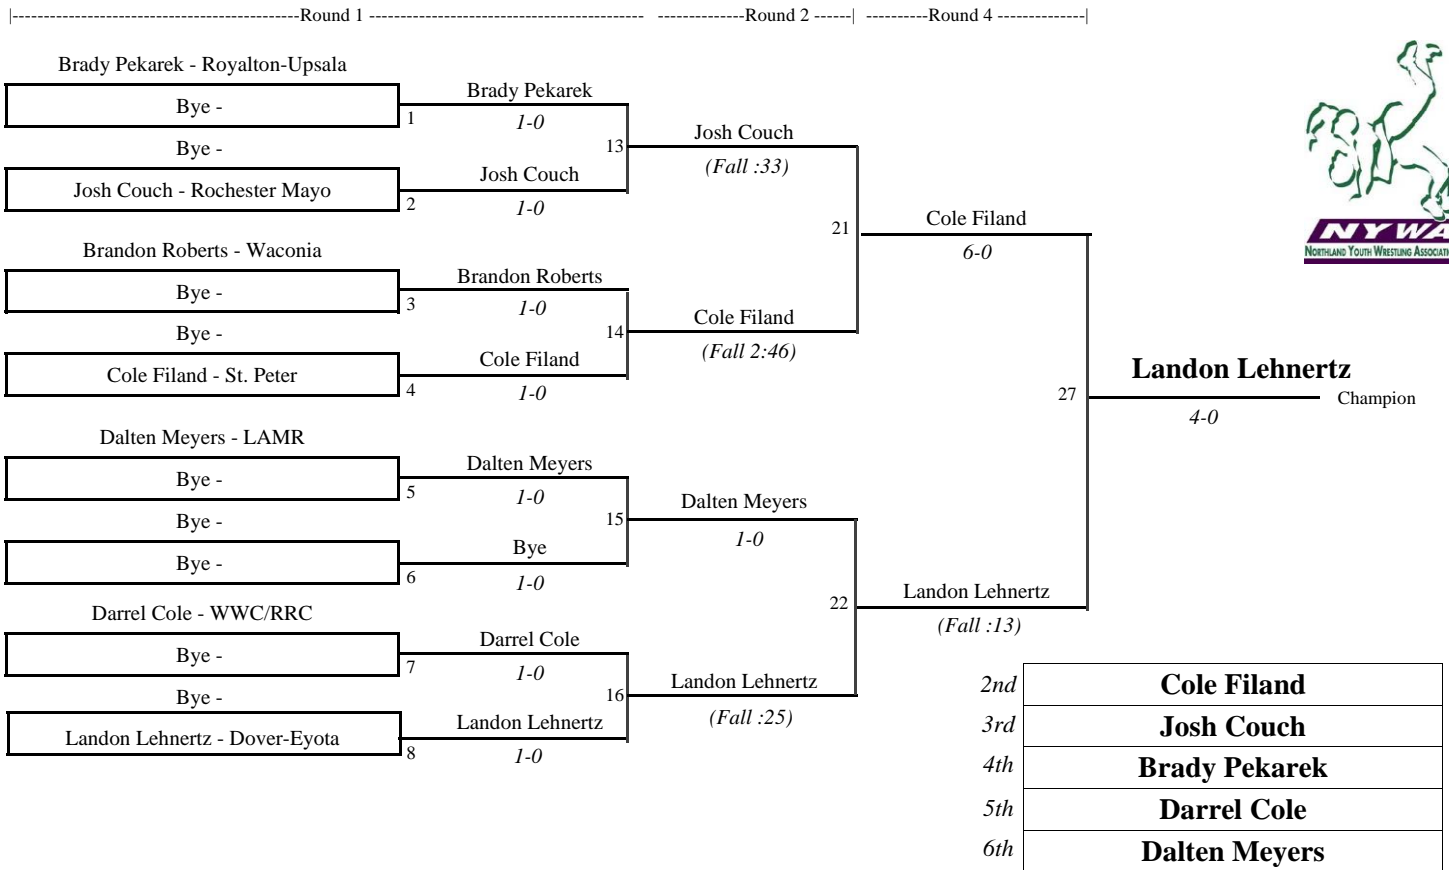 |-----------------------------------------------Round 1 ---------------------------------------------- --------------Round 2 ------| ----------Round 4 --------------|
Brady Pekarek - Royalton-Upsala
Bye -
1
Brady Pekarek
1-0
Bye -
Josh Couch - Rochester Mayo
2
Josh Couch
1-0
13
Josh Couch
(Fall :33)
Brandon Roberts - Waconia
Bye -
3
Brandon Roberts
1-0
Bye -
Cole Filand - St. Peter
4
Cole Filand
1-0
14
Cole Filand
(Fall 2:46)
21
Cole Filand
6-0
Dalten Meyers - LAMR
Bye -
5
Dalten Meyers
1-0
Bye -
Bye -
6
Bye
1-0
15
Dalten Meyers
1-0
Darrel Cole - WWC/RRC
Bye -
7
Darrel Cole
1-0
Bye -
Landon Lehnertz - Dover-Eyota
8
Landon Lehnertz
1-0
16
Landon Lehnertz
(Fall :25)
22
Landon Lehnertz
(Fall :13)
27
Landon Lehnertz
Champion
4-0
NYWA
NORTHLAND YOUTH WRESTLING
2nd Cole Filand
3rd Josh Couch
4th Brady Pekarek
5th Darrel Cole
6th Dalten Meyers